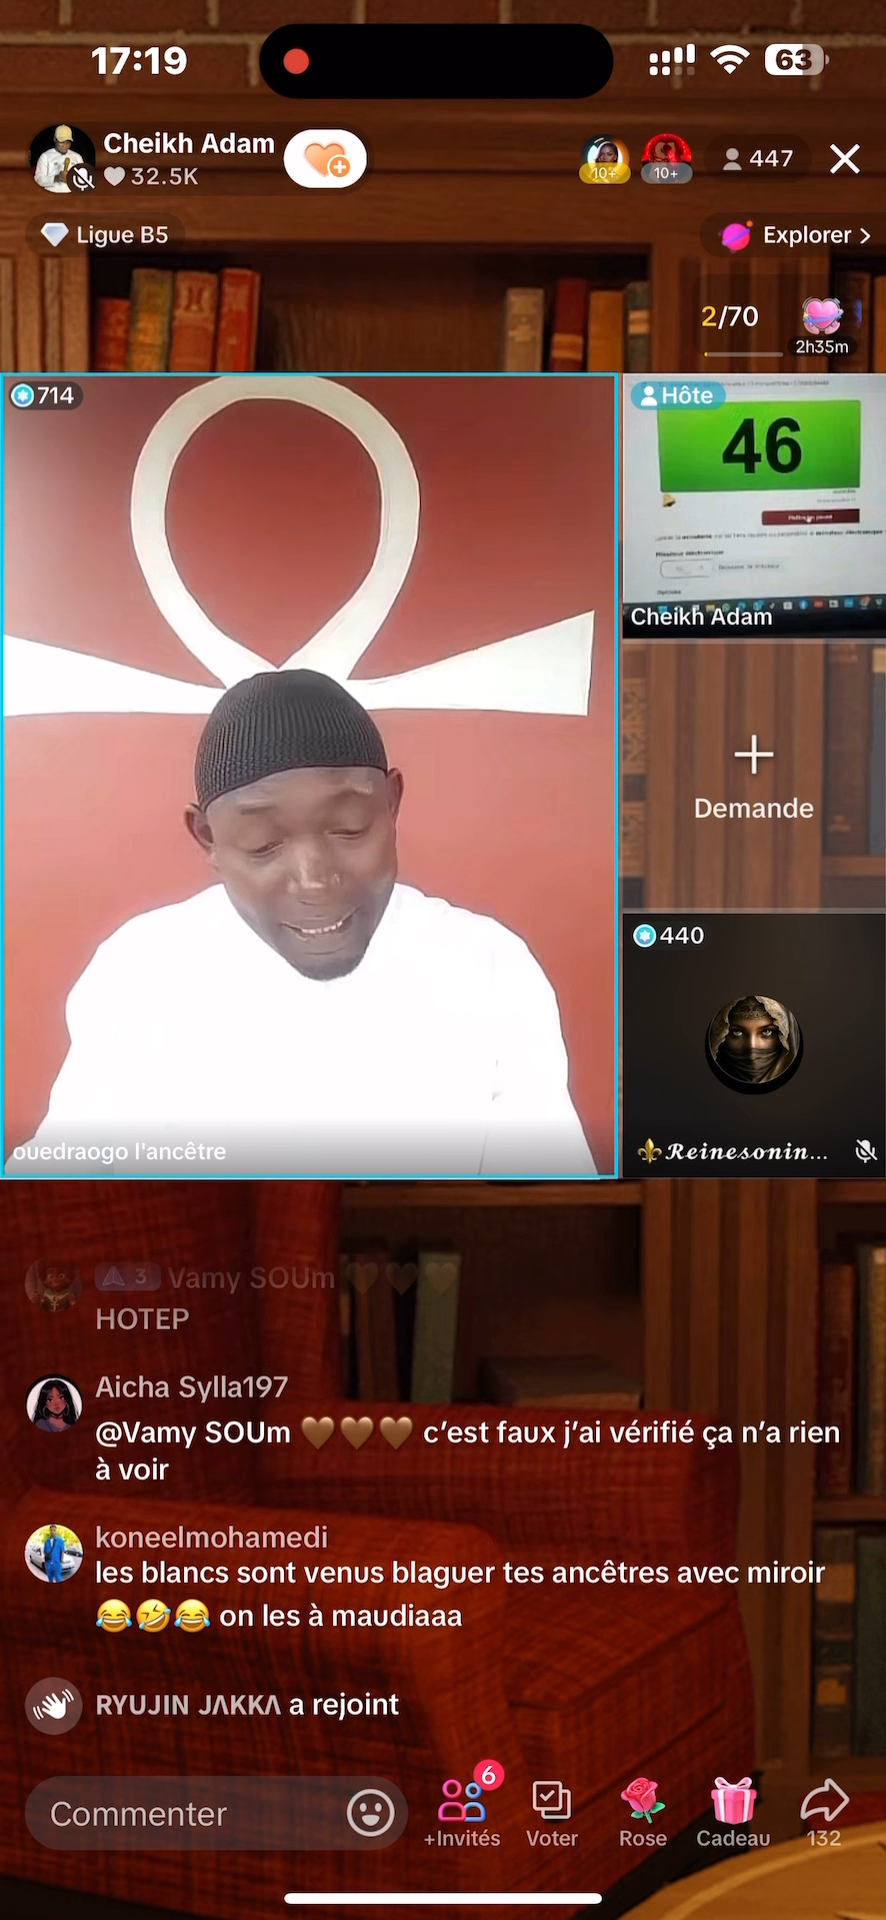 17:19
63
Cheikh Adam
32.5K
10+
10+
447
Ligue B5
Explorer >
2/70
2h35m
714
Hôte
46
Cheikh Adam
Demande
440
ouedraogo l'ancêtre
Reinesonin...
3 Vamy SOUm 🤎🤎🤎
HOTEP
Aicha Sylla197
@Vamy SOUm 🤎🤎🤎 c’est faux j’ai vérifié ça n’a rien
à voir
koneelmohamedi
les blancs sont venus blaguer tes ancêtres avec miroir
😂🤣😂 on les à maudiaaa
RYUJIN JΛKKΛ a rejoint
Commenter
6
+Invités
Voter
Rose
Cadeau
132